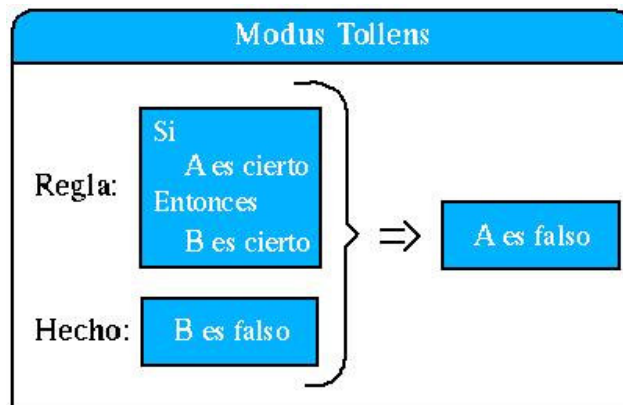 Modus Tollens
Regla:
Si
A es cierto
Entonces
B es cierto
A es falso
Hecho:
B es falso